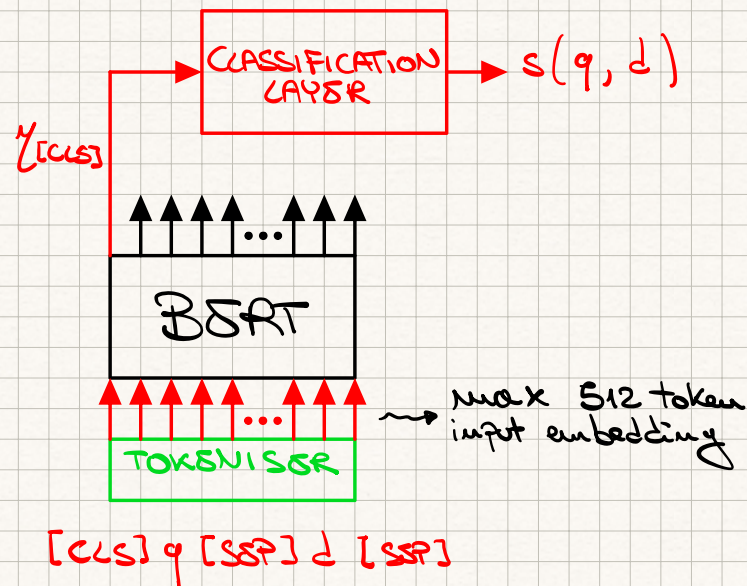 CLASSIFICATION
LAYER
s(q, d)
η[CLS]
BERT
max 512 token
input embedding
TOKENISER
[CLS] q [SEP] d [SEP]